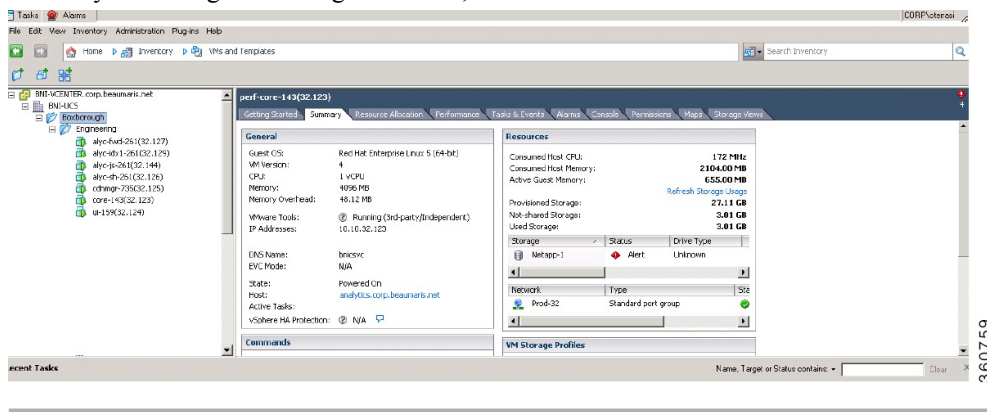 Tasks Alarms CORP\stenasi
File Edit View Inventory Administration Plug-ins Help
Home Inventory VMs and Templates Search Inventory
BNI-VCENTER.corp.beaumaris.net
BNI-UCS
Boxborough
Engineering
alyc-fwd-261(32.127)
alyc-idx1-261(32.129)
alyc-js-261(32.144)
alyc-sh-261(32.126)
cdhmgr-735(32.125)
core-143(32.123)
ui-159(32.124)
perf-core-143(32.123)
4
Getting Started Summary Resource Allocation Performance Tasks & Events Alarms Console Permissions Maps Storage Views
General
Guest OS: Red Hat Enterprise Linux 5 (64-bit)
VM Version: 4
CPU: 1 vCPU
Memory: 4096 MB
Memory Overhead: 48.12 MB
VMware Tools: Running (3rd-party/Independent)
IP Addresses: 10.10.32.123
DNS Name: bnicsvc
EVC Mode: N/A
State: Powered On
Host: analytics.corp.beaumaris.net
Active Tasks:
vSphere HA Protection: N/A
Commands
Resources
Consumed Host CPU: 172 MHz
Consumed Host Memory: 2104.00 MB
Active Guest Memory: 655.00 MB
Refresh Storage Usage
Provisioned Storage: 27.11 GB
Not-shared Storage: 3.01 GB
Used Storage: 3.01 GB
Storage Status Drive Type
Netapp-1 Alert Unknown
Network Type Sta
Prod-32 Standard port group
VM Storage Profiles
ecent Tasks Name, Target or Status contains: Clear
360759